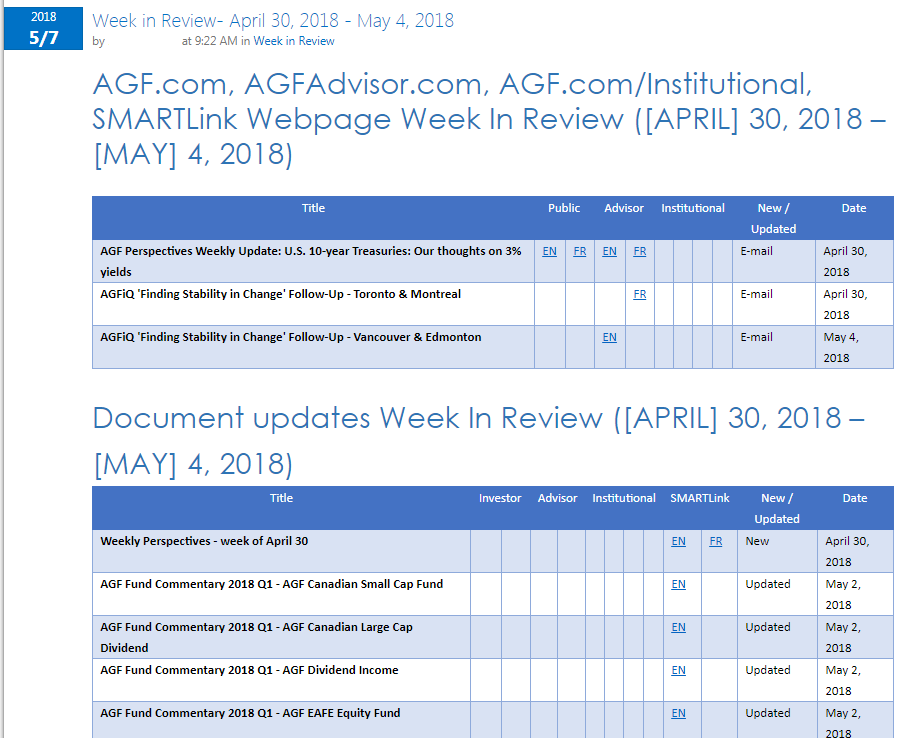 2018
5/7
Week in Review- April 30, 2018 - May 4, 2018
by at 9:22 AM in Week in Review
AGF.com, AGFAdvisor.com, AGF.com/Institutional,
SMARTLink Webpage Week In Review ([APRIL] 30, 2018 –
[MAY] 4, 2018)
Title Public Advisor Institutional New / Date
Updated
AGF Perspectives Weekly Update: U.S. 10-year Treasuries: Our thoughts on 3% EN FR EN FR E-mail April 30,
yields 2018
AGFiQ 'Finding Stability in Change' Follow-Up - Toronto & Montreal FR E-mail April 30,
2018
AGFiQ 'Finding Stability in Change' Follow-Up - Vancouver & Edmonton EN E-mail May 4,
2018
Document updates Week In Review ([APRIL] 30, 2018 –
[MAY] 4, 2018)
Title Investor Advisor Institutional SMARTLink New / Date
Updated
Weekly Perspectives - week of April 30 EN FR New April 30,
2018
AGF Fund Commentary 2018 Q1 - AGF Canadian Small Cap Fund EN Updated May 2,
2018
AGF Fund Commentary 2018 Q1 - AGF Canadian Large Cap EN Updated May 2,
Dividend 2018
AGF Fund Commentary 2018 Q1 - AGF Dividend Income EN Updated May 2,
2018
AGF Fund Commentary 2018 Q1 - AGF EAFE Equity Fund EN Updated May 2,
2018